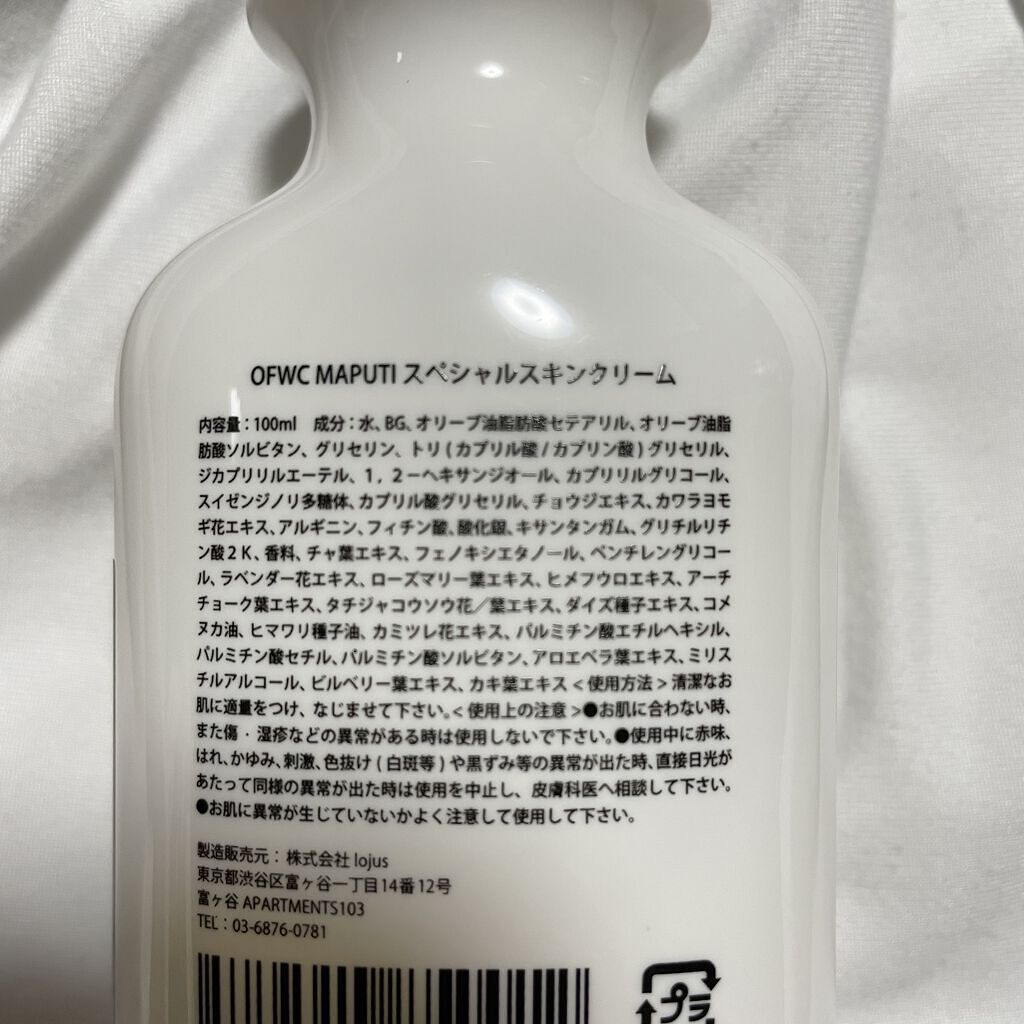 OFWC MAPUTI スペシャルスキンクリーム
内容量：100ml 成分：水、BG、オリーブ油脂肪酸セテアリル、オリーブ油脂
肪酸ソルビタン、グリセリン、トリ(カプリル酸/カプリン酸)グリセリル、
ジカプリリルエーテル、1，2－ヘキサンジオール、カプリリルグリコール、
スイゼンジノリ多糖体、カプリル酸グリセリル、チョウジエキス、カワラヨモ
ギ花エキス、アルギニン、フィチン酸、酸化銀、キサンタンガム、グリチルリチ
ン酸2K、香料、チャ葉エキス、フェノキシエタノール、ペンチレングリコー
ル、ラベンダー花エキス、ローズマリー葉エキス、ヒメフウロエキス、アーチ
チョーク葉エキス、タチジャコウソウ花／葉エキス、ダイズ種子エキス、コメ
ヌカ油、ヒマワリ種子油、カミツレ花エキス、パルミチン酸エチルヘキシル、
パルミチン酸セチル、パルミチン酸ソルビタン、アロエベラ葉エキス、ミリス
チルアルコール、ビルベリー葉エキス、カキ葉エキス<使用方法>清潔なお
肌に適量をつけ、なじませて下さい。<使用上の注意>●お肌に合わない時、
また傷・湿疹などの異常がある時は使用しないで下さい。●使用中に赤味、
はれ、かゆみ、刺激、色抜け(白斑等)や黒ずみ等の異常が出た時、直接日光が
あたって同様の異常が出た時は使用を中止し、皮膚科医へ相談して下さい。
●お肌に異常が生じていないかよく注意して使用して下さい。
製造販売元：株式会社lojus
東京都渋谷区富ヶ谷一丁目14番12号
富ヶ谷 APARTMENTS103
TEL：03-6876-0781
プラ